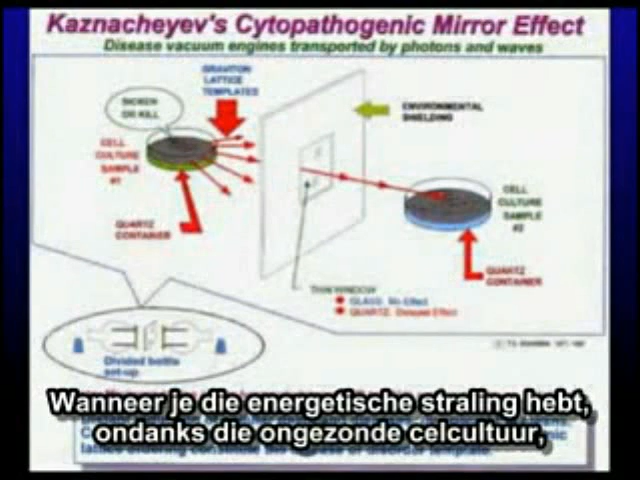 Kaznacheyev's Cytopathogenic Mirror Effect
Disease vacuum engines transported by photons and waves
GRAVITON
LATTICE
TEMPLATES
SICKEN
OR KILL
ENVIRONMENTAL
SHIELDING
CELL
CULTURE
SAMPLE
#1
CELL
CULTURE
SAMPLE
#2
QUARTZ
CONTAINER
QUARTZ
CONTAINER
THIN WINDOW
GLASS: No Effect
QUARTZ: Disease Effect
Divided bottle
set-up
Wanneer je die energetische straling hebt,
ondanks die ongezonde celcultuur,